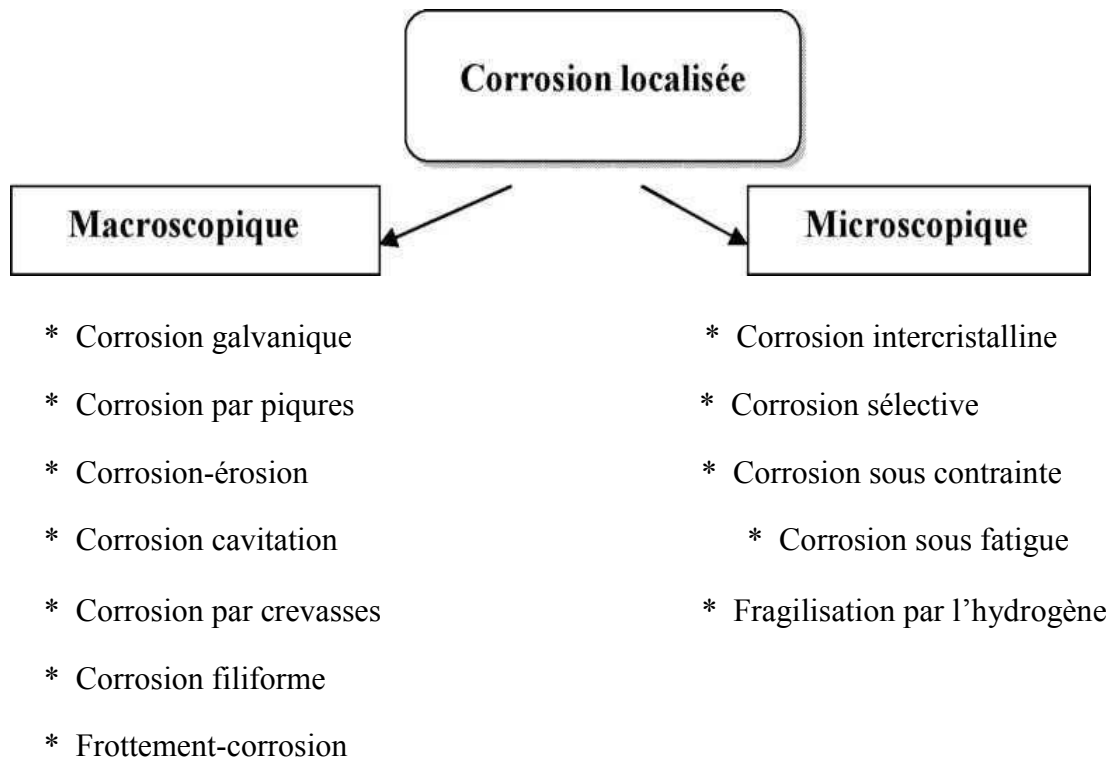 Corrosion localisée
Macroscopique
Microscopique
* Corrosion galvanique
* Corrosion par piqures
* Corrosion-érosion
* Corrosion cavitation
* Corrosion par crevasses
* Corrosion filiforme
* Frottement-corrosion
* Corrosion intercristalline
* Corrosion sélective
* Corrosion sous contrainte
* Corrosion sous fatigue
* Fragilisation par l’hydrogène